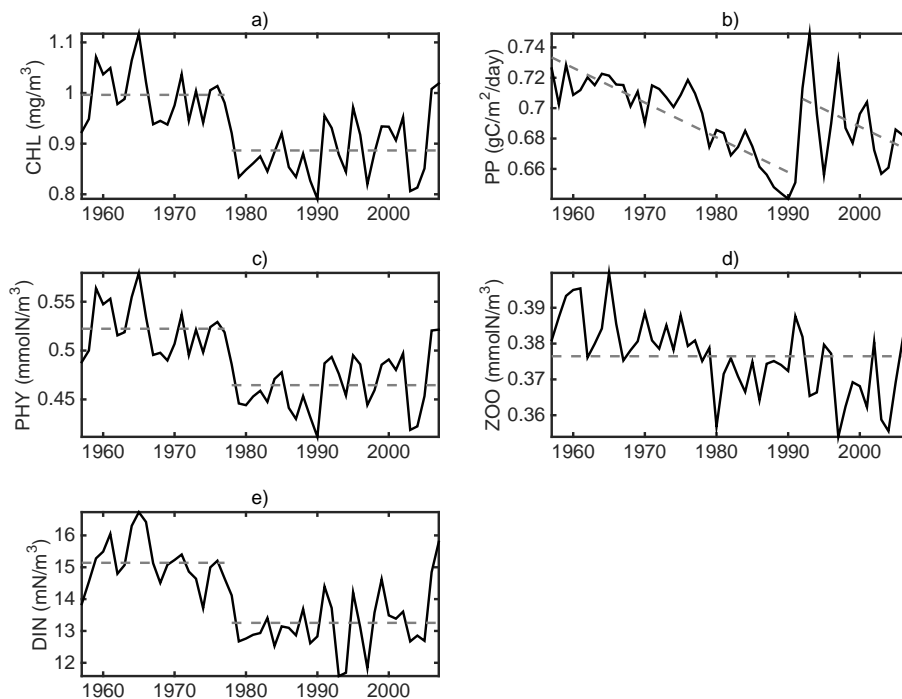 a)
1.1
1
0.9
0.8
CHL (mg/m³)
1960 1970 1980 1990 2000
b)
0.74
0.72
0.7
0.68
0.66
PP (gC/m²/day)
1960 1970 1980 1990 2000
c)
0.55
0.5
0.45
PHY (mmolN/m³)
1960 1970 1980 1990 2000
d)
0.39
0.38
0.37
0.36
ZOO (mmolN/m³)
1960 1970 1980 1990 2000
e)
16
15
14
13
12
DIN (mN/m³)
1960 1970 1980 1990 2000